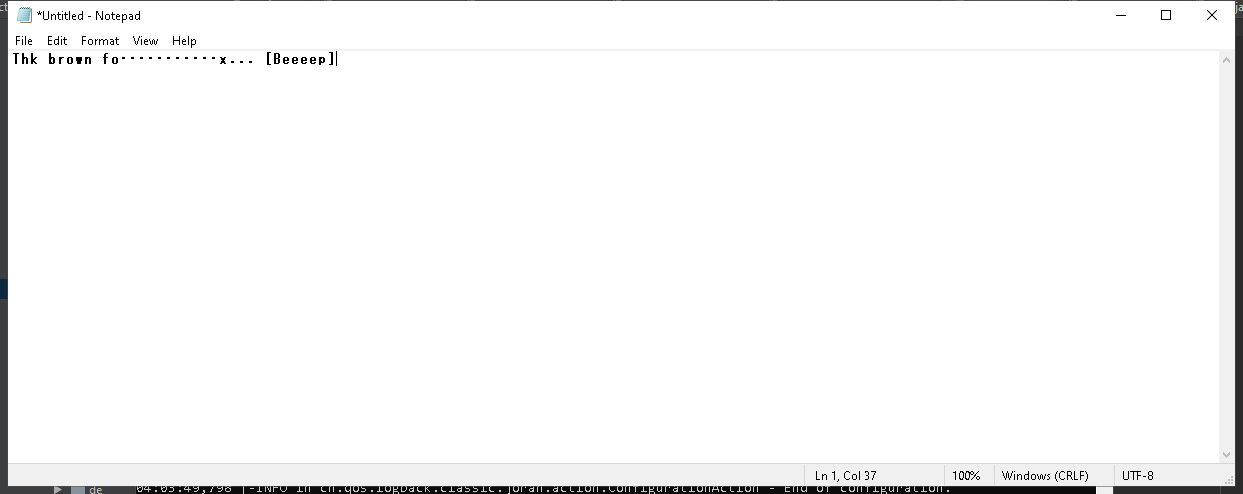 *Untitled - Notepad
File Edit Format View Help
Thk brown fo···········x... [Beeeep]
Ln 1, Col 37 100% Windows (CRLF) UTF-8
de 04:03:49,798 |-INFO in ch.qos.logback.classic.joran.action.ConfigurationAction - End of configuration.